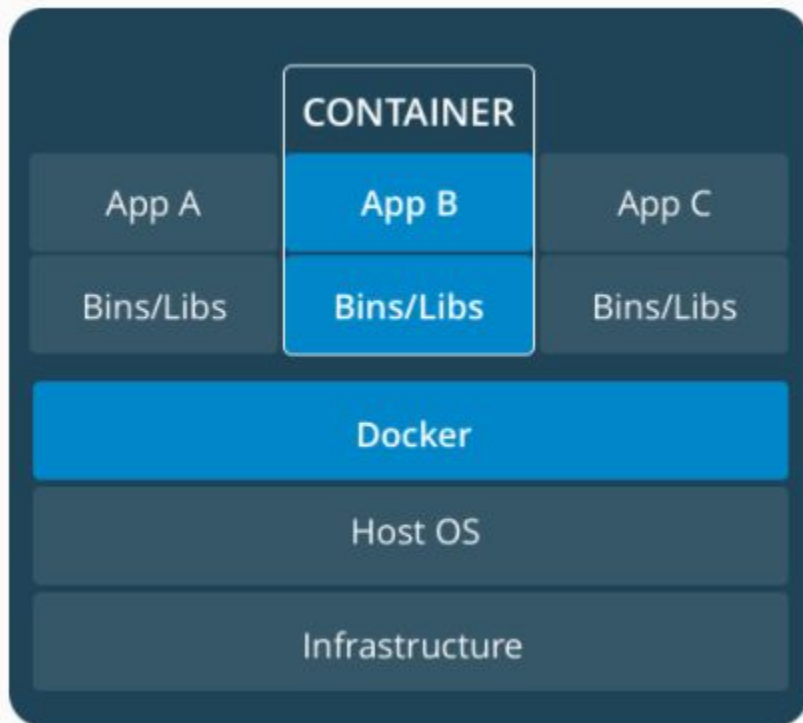 CONTAINER
App A
App B
App C
Bins/Libs
Bins/Libs
Bins/Libs
Docker
Host OS
Infrastructure